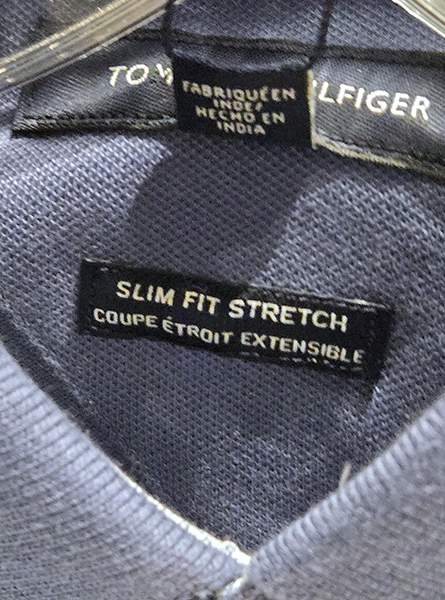 TO LFIGER
FABRIQUÉ EN
INDE/
HECHO EN
INDIA
SLIM FIT STRETCH
COUPE ÉTROIT EXTENSIBLE